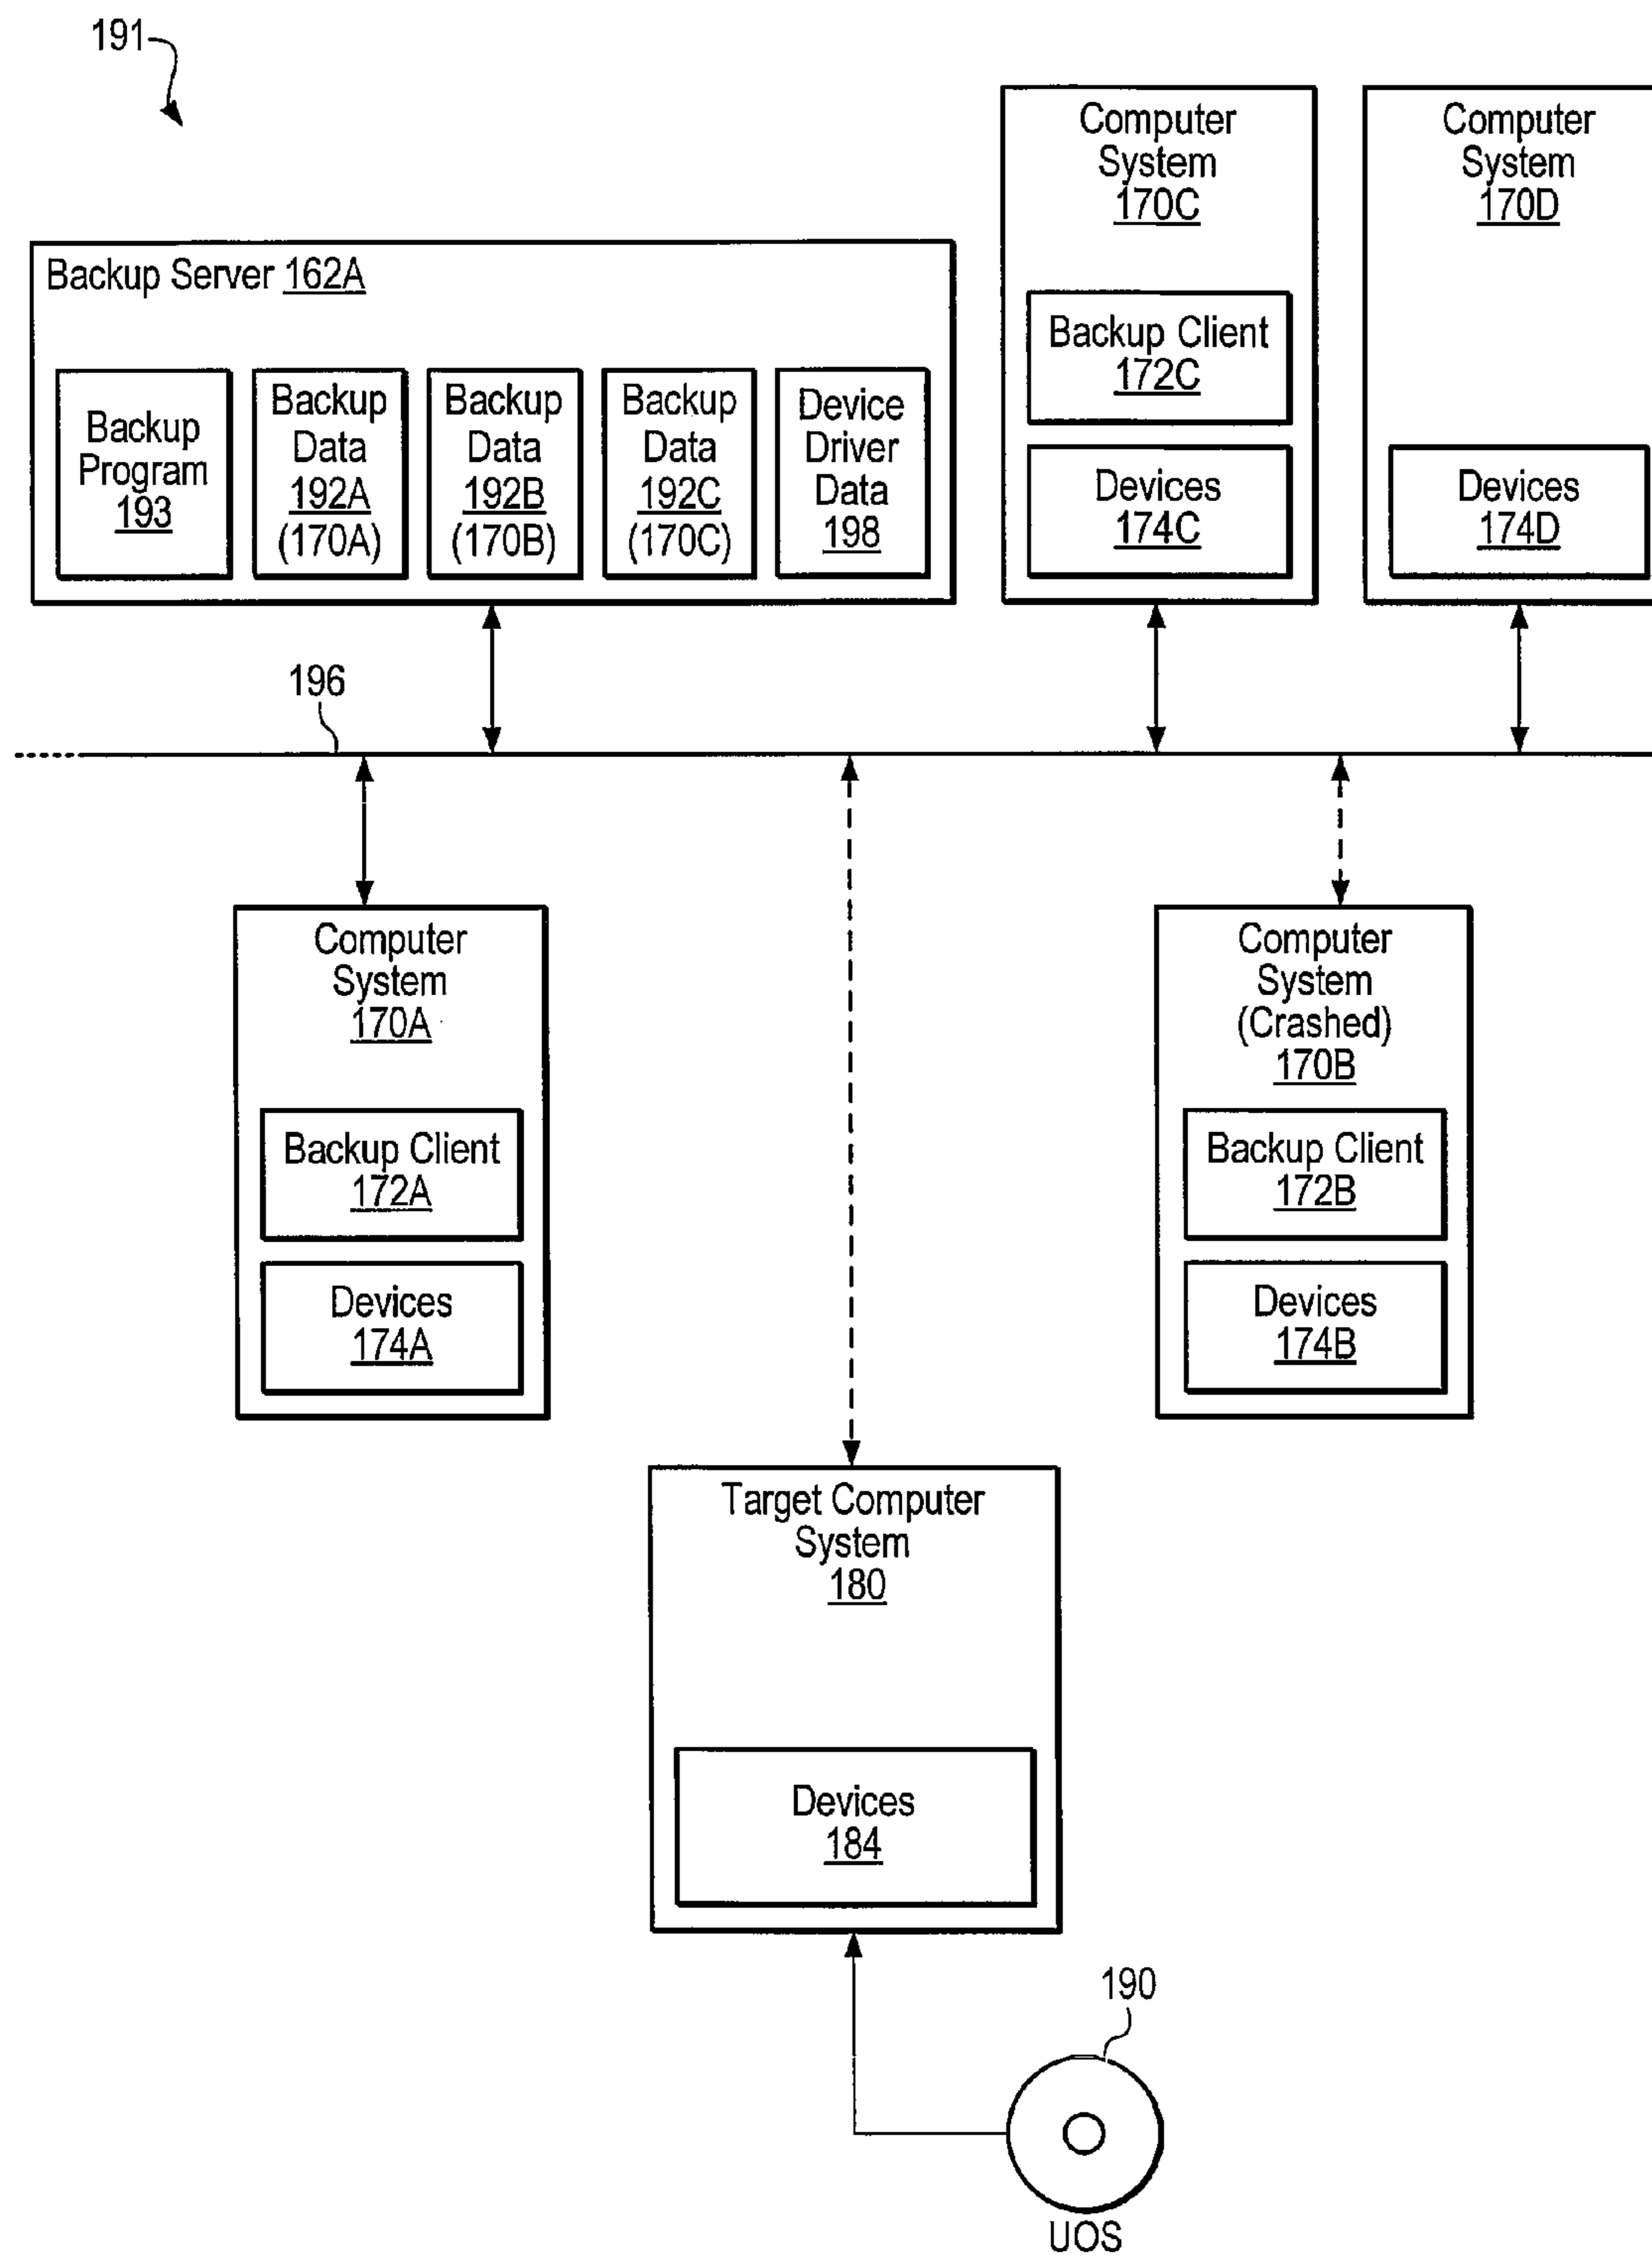 191
Computer
System
170C
Backup Client
172C
Devices
174C
Computer
System
170D
Devices
174D
Backup Server 162A
Backup
Program
193
Backup
Data
192A
(170A)
Backup
Data
192B
(170B)
Backup
Data
192C
(170C)
Device
Driver
Data
198
196
Computer
System
170A
Backup Client
172A
Devices
174A
Computer
System
(Crashed)
170B
Backup Client
172B
Devices
174B
Target Computer
System
180
Devices
184
190
UOS